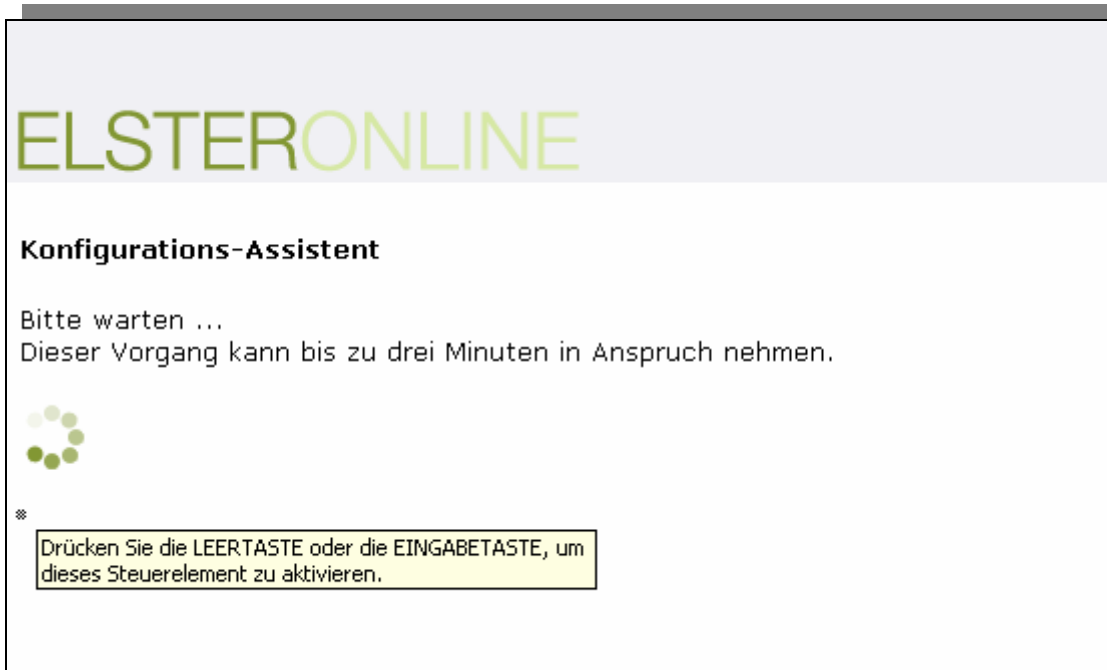 ELSTERONLINE
Konfigurations-Assistent
Bitte warten ...
Dieser Vorgang kann bis zu drei Minuten in Anspruch nehmen.
Drücken Sie die LEERTASTE oder die EINGABETASTE, um
dieses Steuerelement zu aktivieren.